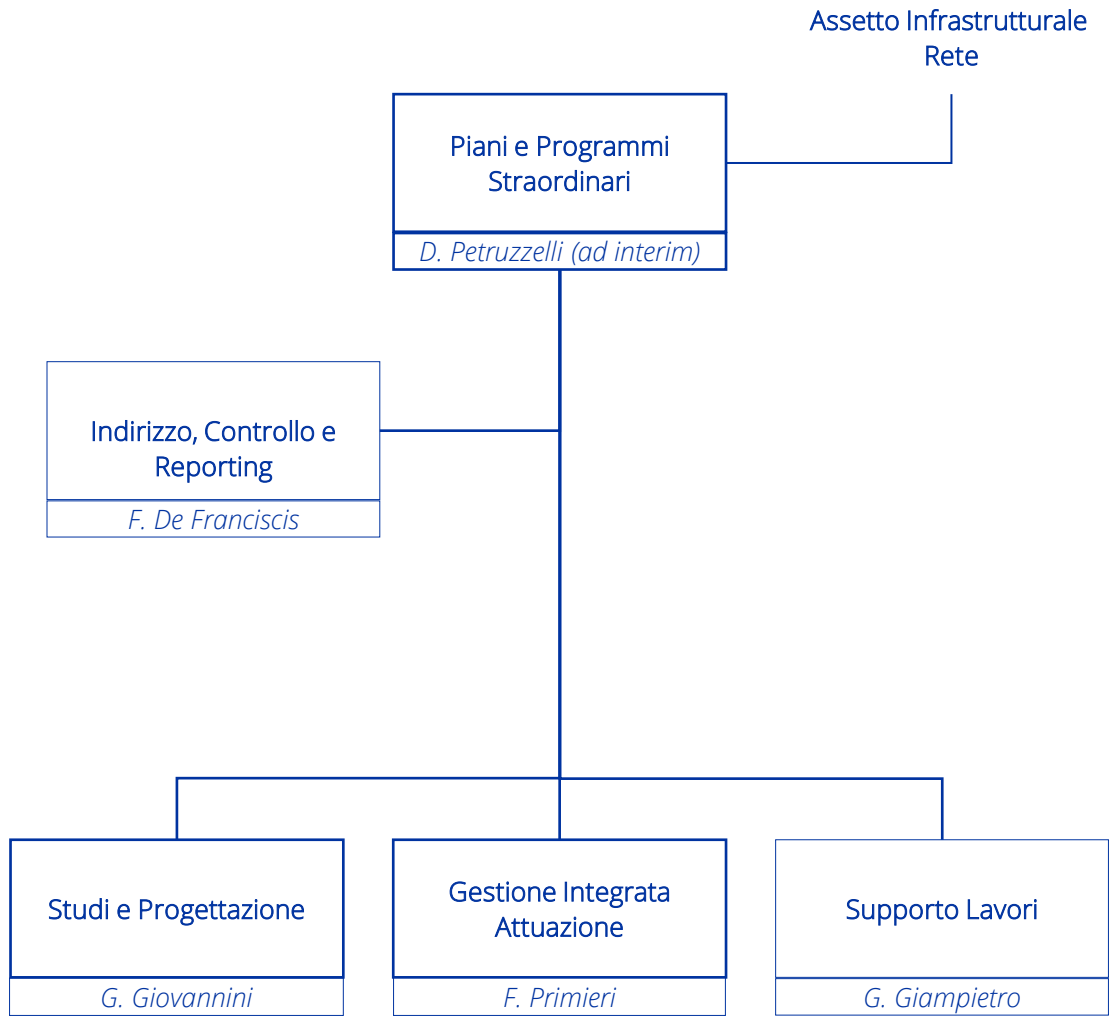 Assetto Infrastrutturale
Rete
Piani e Programmi
Straordinari
D. Petruzzelli (ad interim)
Indirizzo, Controllo e
Reporting
F. De Franciscis
Studi e Progettazione
G. Giovannini
Gestione Integrata
Attuazione
F. Primieri
Supporto Lavori
G. Giampietro